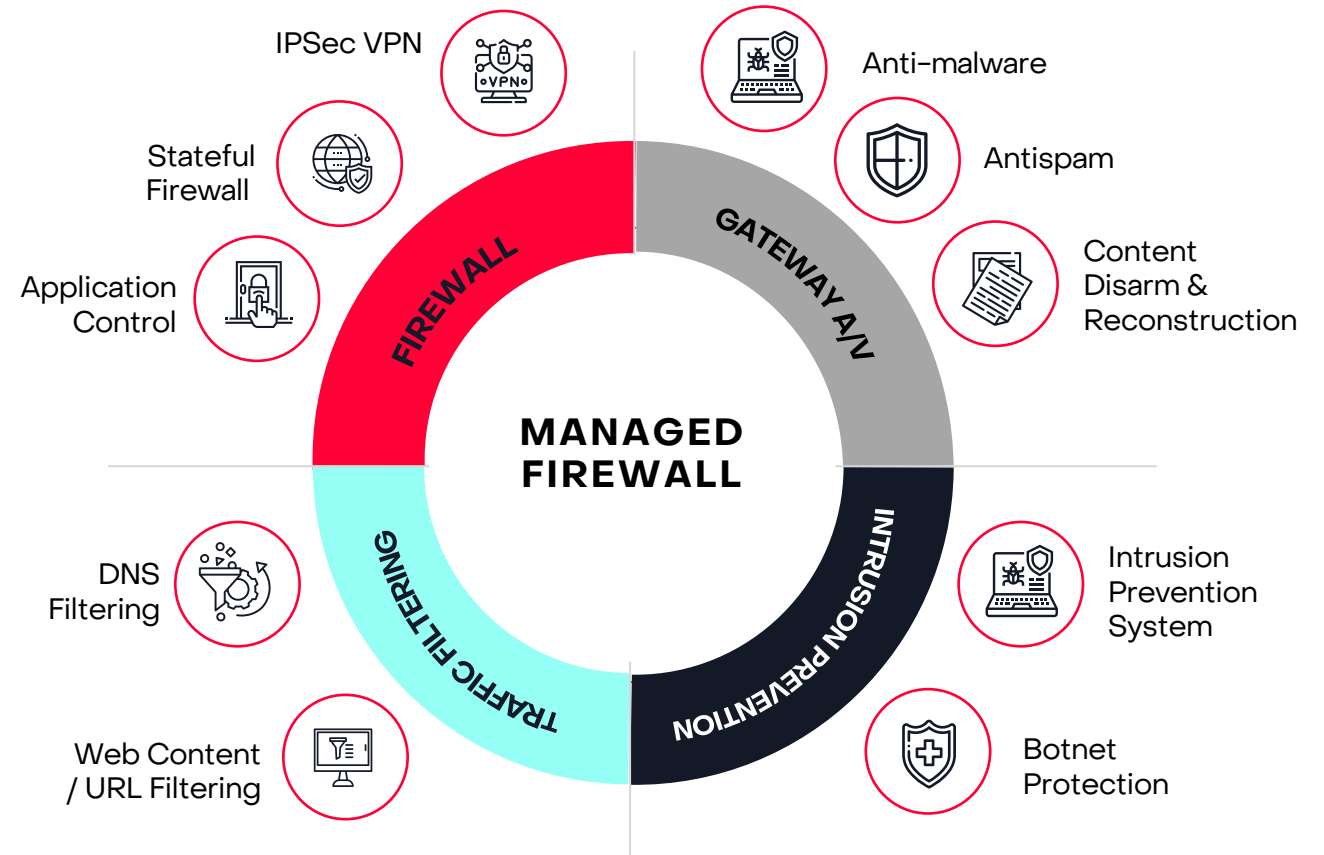 IPSec VPN
Stateful
Firewall
Application
Control
VPN
FIREWALL
Anti-malware
Antispam
Content
Disarm &
Reconstruction
GATEWAY A/V
MANAGED
FIREWALL
DNS
Filtering
Web Content
/ URL Filtering
TRAFFIC FILTERING
INTRUSION PREVENTION
Intrusion
Prevention
System
Botnet
Protection